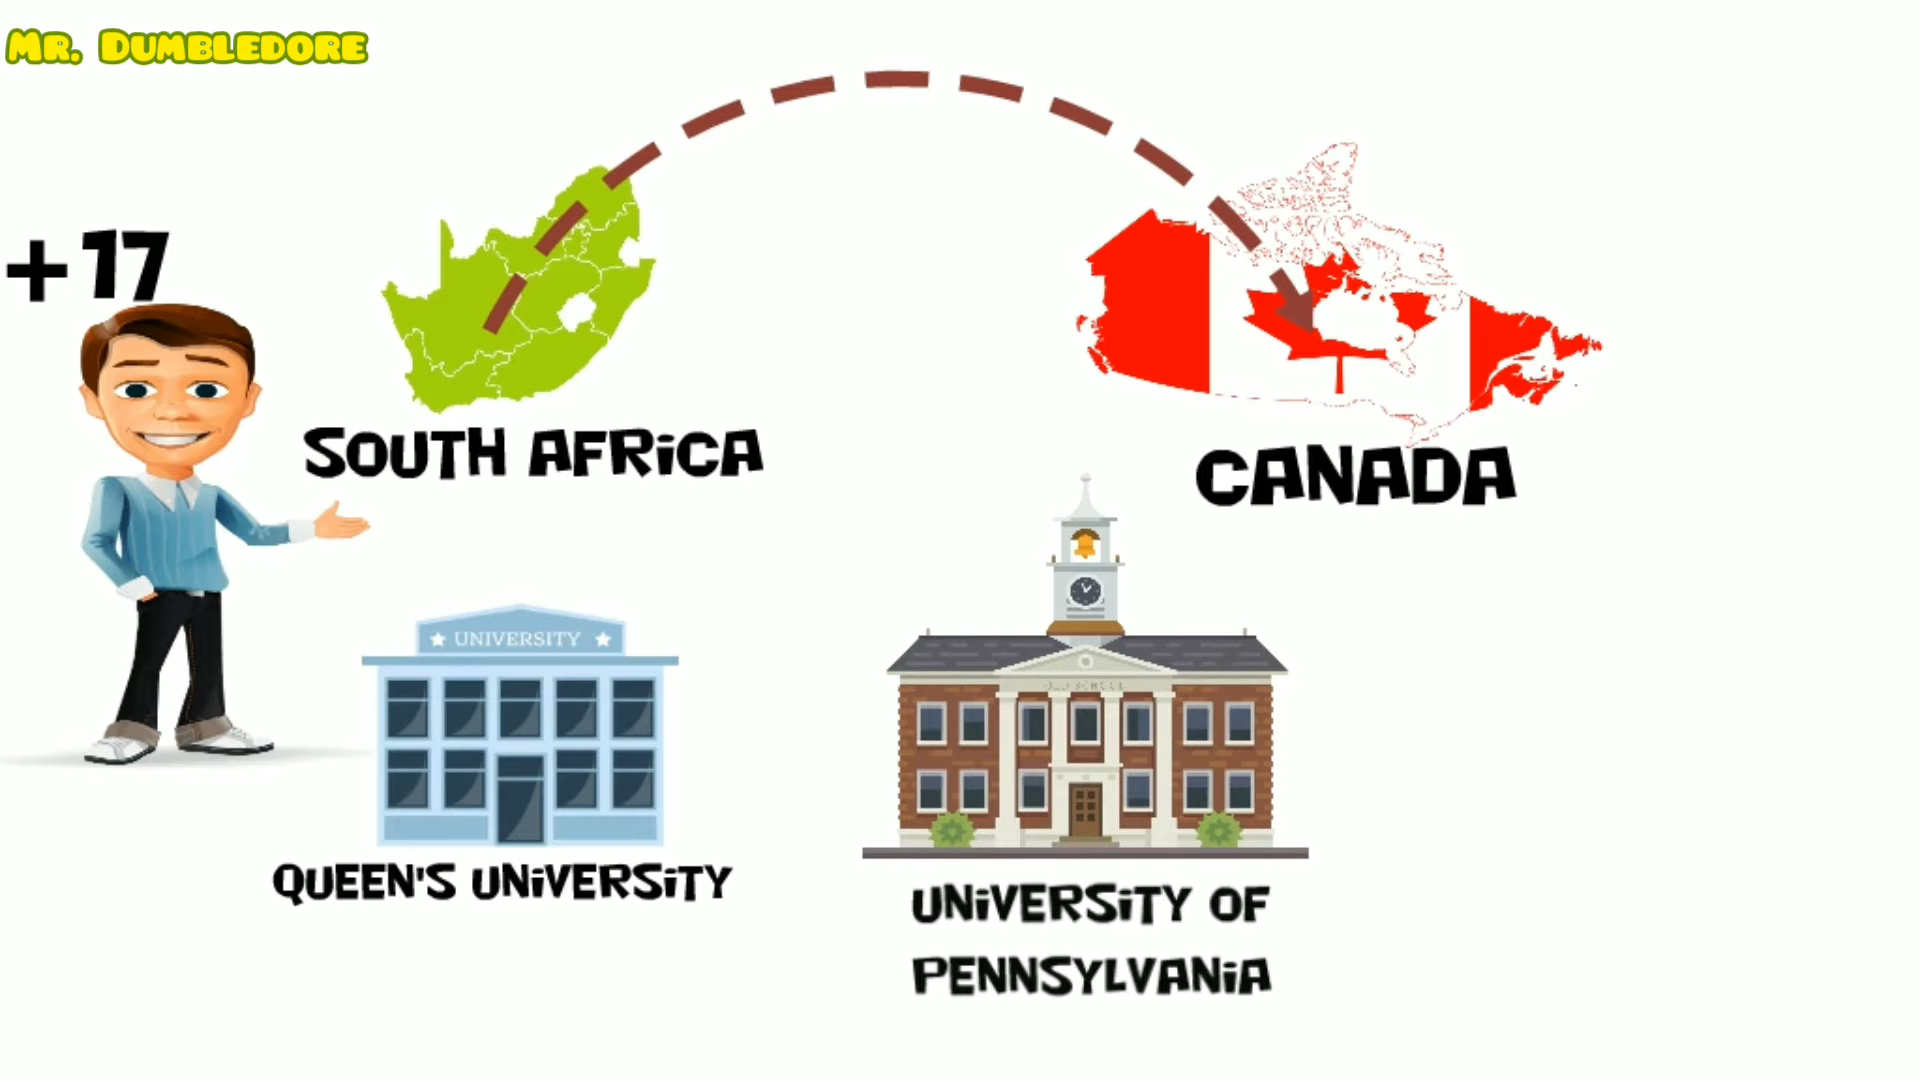 Mr. Dumbledore
+17
SOUTH AFRiCA
CANADA
UNIVERSITY
QUEEN'S UNiVERSiTY
UNiVERSiTY OF
PENNSYLVANiA